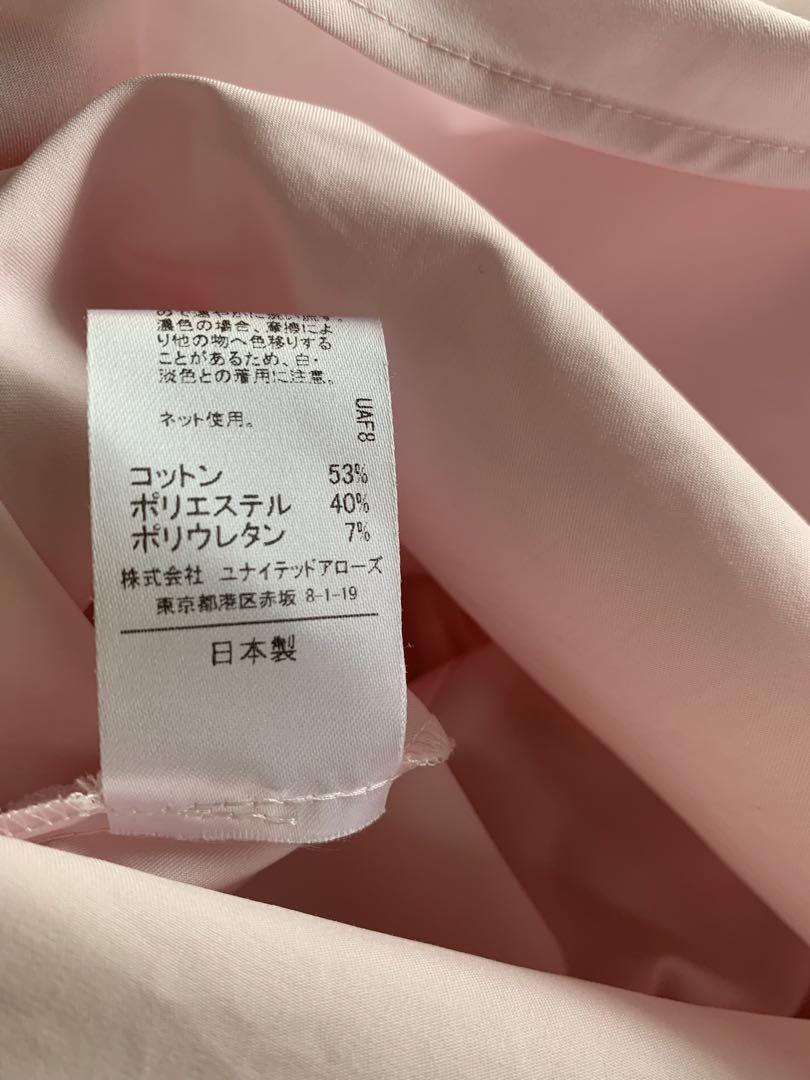 濃色の場合、摩擦によ
り他の物へ色移りする
ことがあるため、白・
淡色との着用に注意。
ネット使用。
UAF8
コットン 53%
ポリエステル 40%
ポリウレタン 7%
株式会社 ユナイテッドアローズ
東京都港区赤坂 8-1-19
日本製